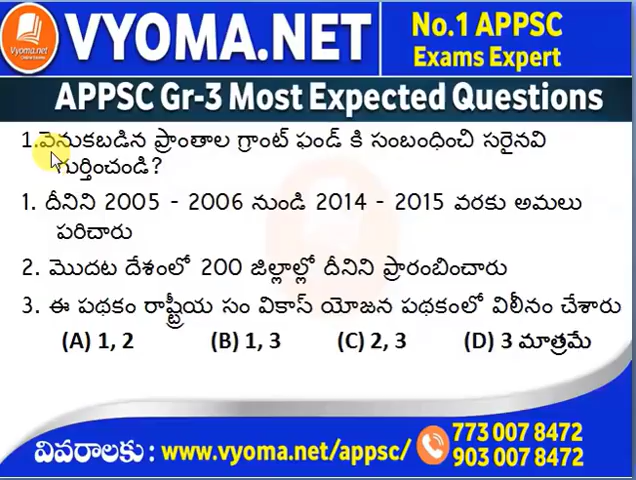 VYOMA.NET
Vyoma.net
No.1 APPSC
Exams Expert
APPSC Gr-3 Most Expected Questions
1.వెనుకబడిన ప్రాంతాల గ్రాంట్ ఫండ్ కి సంబంధించి సరైనవి
గుర్తించండి?
1. దీనిని 2005 - 2006 నుండి 2014 - 2015 వరకు అమలు
పరిచారు
2. మొదట దేశంలో 200 జిల్లాల్లో దీనిని ప్రారంబించారు
3. ఈ పథకం రాష్ట్రీయ సం వికాస్ యోజన పథకంలో విలీనం చేశారు
(A) 1, 2 (B) 1, 3 (C) 2, 3 (D) 3 మాత్రమే
వివరాలకు : www.vyoma.net/appsc/
773 007 8472
903 007 8472